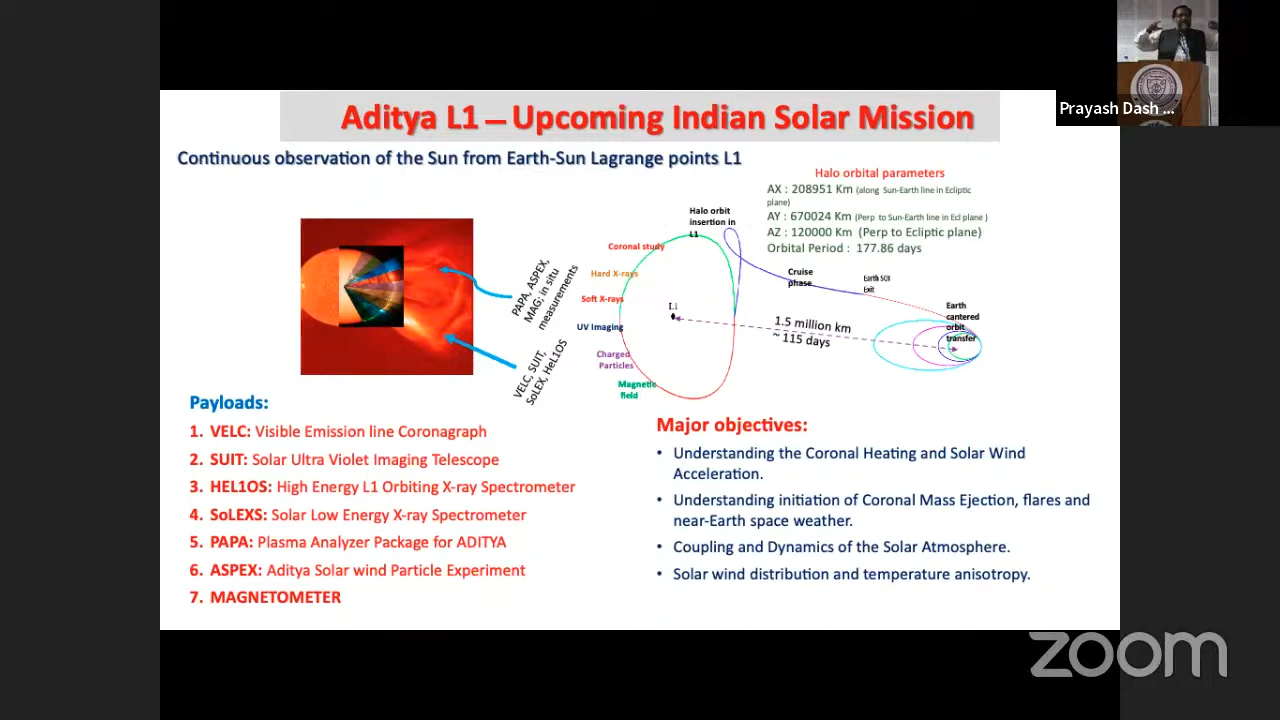 Prayash Dash ...
Aditya L1 – Upcoming Indian Solar Mission
Continuous observation of the Sun from Earth-Sun Lagrange points L1
Halo orbital parameters
AX : 208951 Km (along Sun-Earth line in Ecliptic
plane)
AY : 670024 Km (Perp to Sun-Earth line in Ecl plane )
AZ : 120000 Km (Perp to Ecliptic plane)
Orbital Period : 177.86 days
Halo orbit
insertion in
L1
Coronal study
Hard X-rays
Soft X-rays
UV Imaging
Charged
Particles
Magnetic
field
L1
Cruise
phase
Earth SOI
Exit
Earth
cantered
orbit
transfer
1.5 million km
~ 115 days
PAPA, ASPEX,
MAG; in situ
measurements
VELC, SUIT,
SoLEX, HeL1OS
Payloads:
1. VELC: Visible Emission line Coronagraph
2. SUIT: Solar Ultra Violet Imaging Telescope
3. HEL1OS: High Energy L1 Orbiting X-ray Spectrometer
4. SoLEXS: Solar Low Energy X-ray Spectrometer
5. PAPA: Plasma Analyzer Package for ADITYA
6. ASPEX: Aditya Solar wind Particle Experiment
7. MAGNETOMETER
Major objectives:
• Understanding the Coronal Heating and Solar Wind
Acceleration.
• Understanding initiation of Coronal Mass Ejection, flares and
near-Earth space weather.
• Coupling and Dynamics of the Solar Atmosphere.
• Solar wind distribution and temperature anisotropy.
zoom